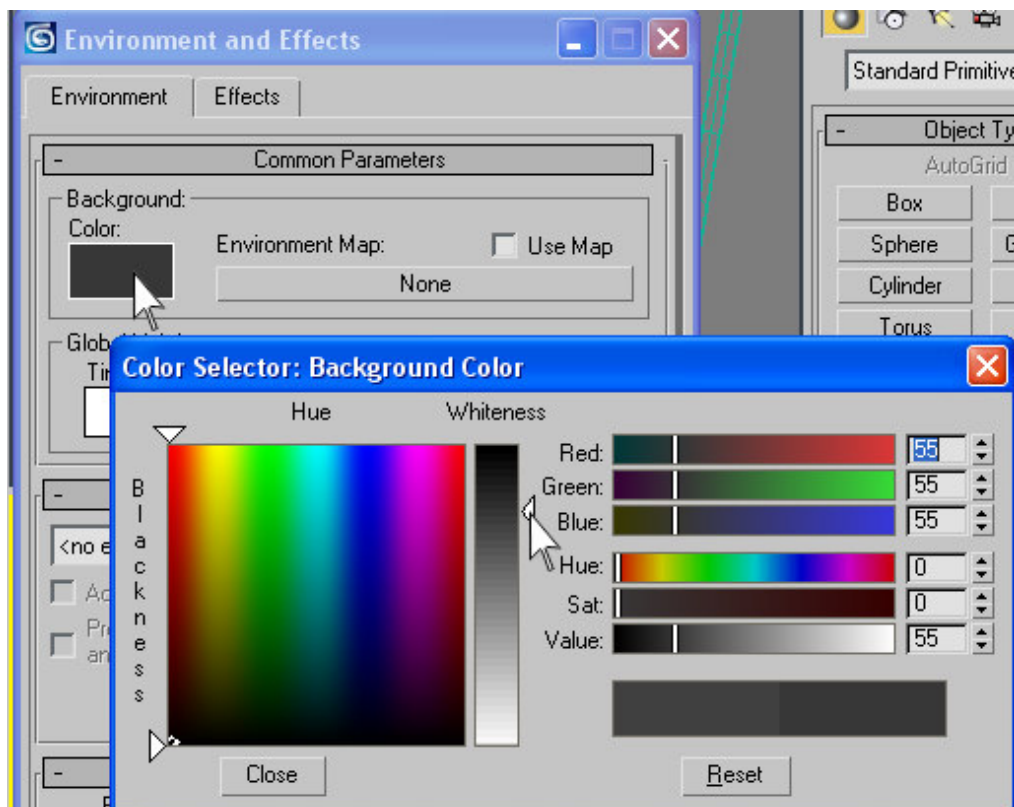 Environment and Effects
Environment
Effects
Standard Primitive
- Object Ty
AutoGrid
Box
Sphere
G
Cylinder
Torus
- Common Parameters
Background:
Color:
Environment Map:
Use Map
None
Color Selector: Background Color
Hue
Whiteness
Blackness
Red: 55
Green: 55
Blue: 55
Hue: 0
Sat: 0
Value: 55
Close
Reset
<no e